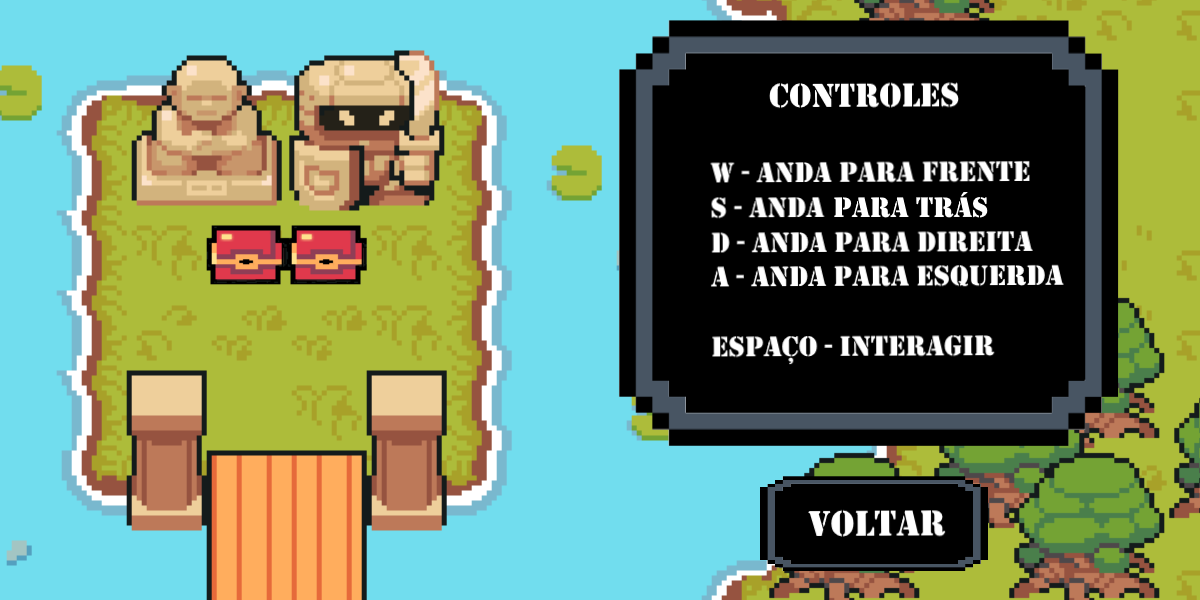 CONTROLES
W - ANDA PARA FRENTE
S - ANDA PARA TRÁS
D - ANDA PARA DIREITA
A - ANDA PARA ESQUERDA
ESPAÇO - INTERAGIR
VOLTAR